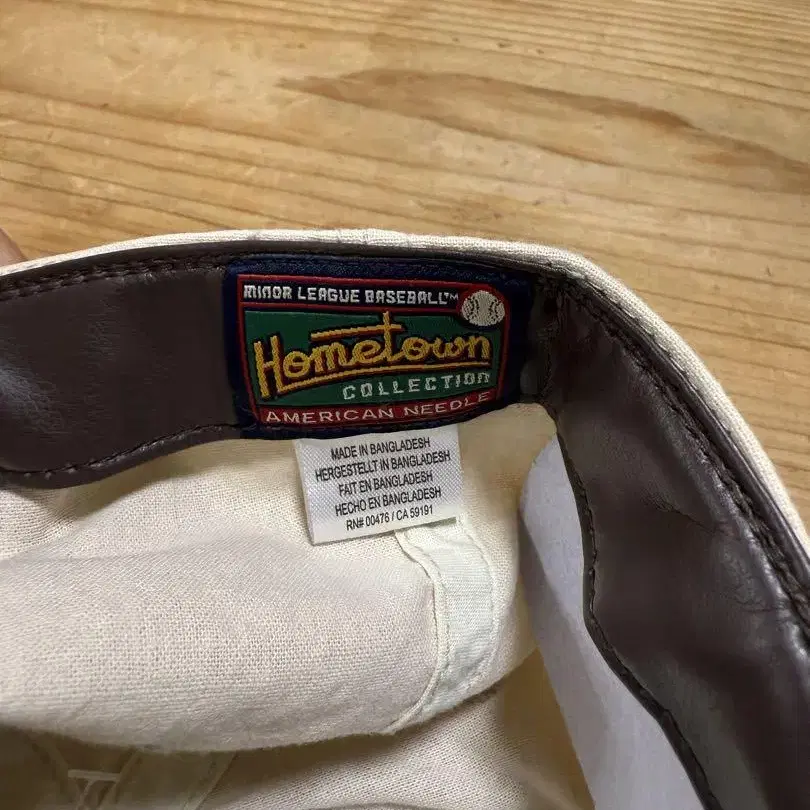 MINOR LEAGUE BASEBALL™
Hometown
COLLECTION
AMERICAN NEEDLE
MADE IN BANGLADESH
HERGESTELLT IN BANGLADESH
FAIT EN BANGLADESH
HECHO EN BANGLADESH
RN# 00476 / CA 59191